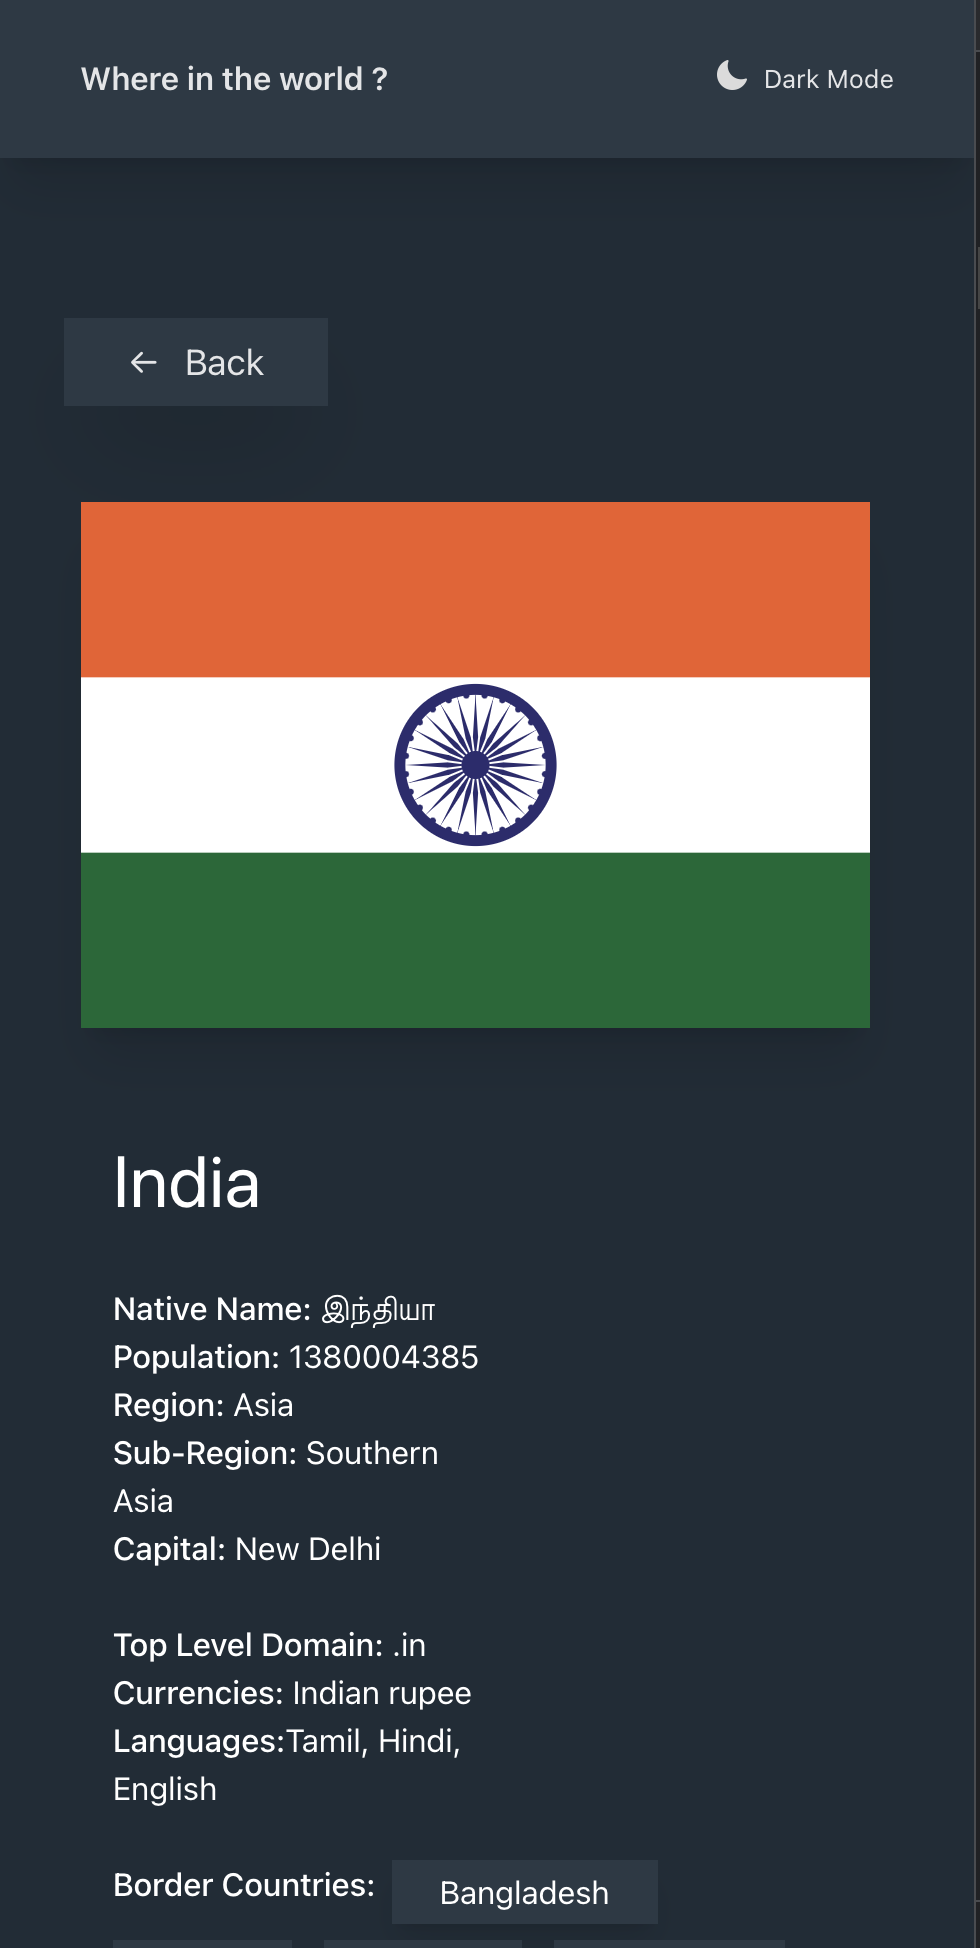 Where in the world ?
Dark Mode
Back
India
Native Name: இந்தியா
Population: 1380004385
Region: Asia
Sub-Region: Southern
Asia
Capital: New Delhi
Top Level Domain: .in
Currencies: Indian rupee
Languages:Tamil, Hindi,
English
Border Countries: Bangladesh